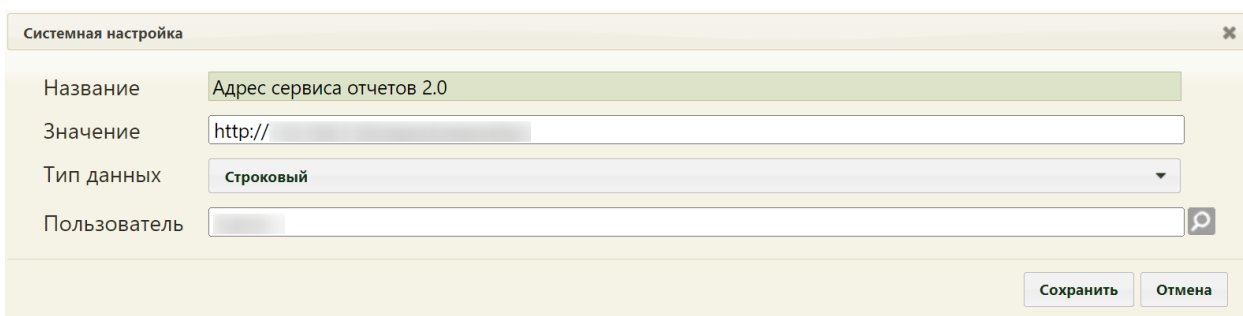 Системная настройка
Название Адрес сервиса отчетов 2.0
Значение http://
Тип данных Строковый
Пользователь
Сохранить Отмена